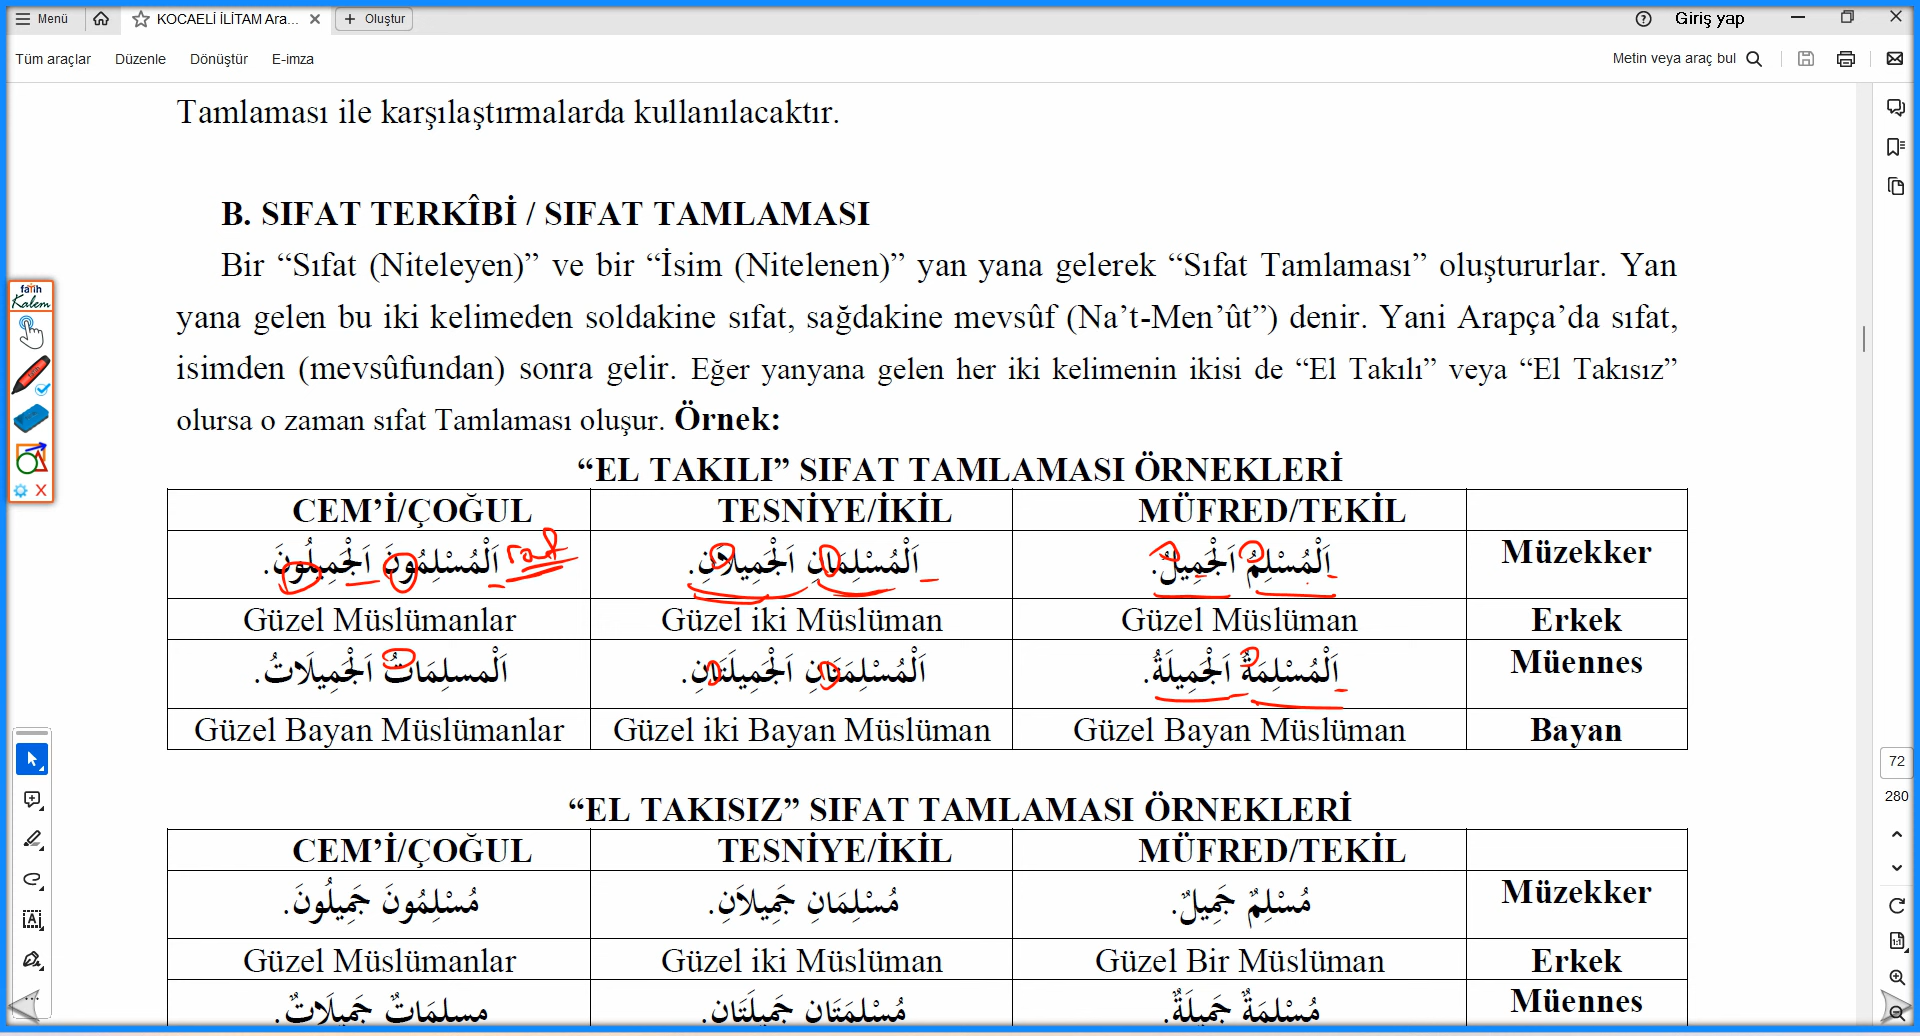 Menü
KOCAELİ İLİTAM Ara...
Oluştur
Giriş yap
Tüm araçlar
Düzenle
Dönüştür
E-imza
Metin veya araç bul
Tamlaması ile karşılaştırmalarda kullanılacaktır.
B. SIFAT TERKÎBİ / SIFAT TAMLAMASI
Bir “Sıfat (Niteleyen)” ve bir “İsim (Nitelenen)” yan yana gelerek “Sıfat Tamlaması” oluştururlar. Yan
yana gelen bu iki kelimeden soldakine sıfat, sağdakine mevsûf (Na’t-Men’ût”) denir. Yani Arapça’da sıfat,
isimden (mevsûfundan) sonra gelir. Eğer yanyana gelen her iki kelimenin ikisi de “El Takılı” veya “El Takısız”
olursa o zaman sıfat Tamlaması oluşur. Örnek:
“EL TAKILI” SIFAT TAMLAMASI ÖRNEKLERİ
CEM’İ/ÇOĞUL TESNİYE/İKİL MÜFRED/TEKİL
اَلْمُسْلِمُونَ اَلْجَمِيلُونَ. اَلْمُسْلِمَانِ اَلْجَمِيلاَنِ. اَلْمُسْلِمُ اَلْجَمِيلُ. Müzekker
Güzel Müslümanlar Güzel iki Müslüman Güzel Müslüman Erkek
اَلْمسلِمَاتُ اَلْجَمِيلَاتُ. اَلْمُسْلِمَتَانِ اَلْجَمِيلَتَانِ. اَلْمُسْلِمَةُ اَلْجَمِيلَةُ. Müennes
Güzel Bayan Müslümanlar Güzel iki Bayan Müslüman Güzel Bayan Müslüman Bayan
“EL TAKISIZ” SIFAT TAMLAMASI ÖRNEKLERİ
CEM’İ/ÇOĞUL TESNİYE/İKİL MÜFRED/TEKİL
مُسْلِمُونَ جَمِيلُونَ. مُسْلِمَانِ جَمِيلاَنِ. مُسْلِمٌ جَمِيلٌ. Müzekker
Güzel Müslümanlar Güzel iki Müslüman Güzel Bir Müslüman Erkek
مسلِمَاتٌ جَمِيلَاتٌ. مُسْلِمَتَانِ جَمِيلَتَانِ. مُسْلِمَةٌ جَمِيلَةٌ. Müennes
fatih
Kalem
72
280